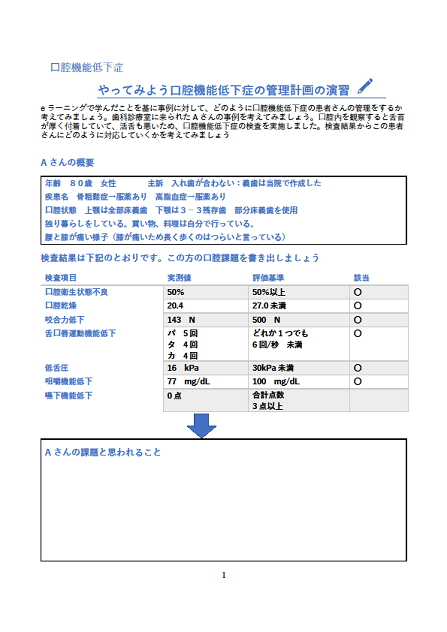 口腔機能低下症
やってみよう口腔機能低下症の管理計画の演習
eラーニングで学んだことを基に事例に対して、どのように口腔機能低下症の患者さんの管理をするか
考えてみましょう。歯科診療室に来られたAさんの事例を考えてみましょう。口腔内を観察すると舌苔
が厚く付着していて、活舌も悪いため、口腔機能低下症の検査を実施しました。検査結果からこの患者
さんにどのように対応していくかを考えてみましょう
Aさんの概要
年齢 80歳 女性 主訴 入れ歯が合わない:義歯は当院で作成した
疾患名 骨粗鬆症→服薬あり 高脂血症→服薬あり
口腔状態 上顎は全部床義歯 下顎は3-3残存歯 部分床義歯を使用
独り暮らしをしている。買い物、料理は自分で行っている。
腰と膝が痛い様子(膝が痛いため長く歩くのはつらいと言っている)
検査結果は下記のとおりです。この方の口腔課題を書き出しましょう
検査項目 実測値 評価基準 該当
口腔衛生状態不良 50% 50%以上 〇
口腔乾燥 20.4 27.0未満 〇
咬合力低下 143 N 500 N 〇
舌口唇運動機能低下 パ 5回 どれか1つでも 〇
タ 4回 6回/秒 未満
カ 4回
低舌圧 16 kPa 30kPa未満 〇
咀嚼機能低下 77 mg/dL 100 mg/dL 〇
嚥下機能低下 0点 合計点数
3点以上
Aさんの課題と思われること
1